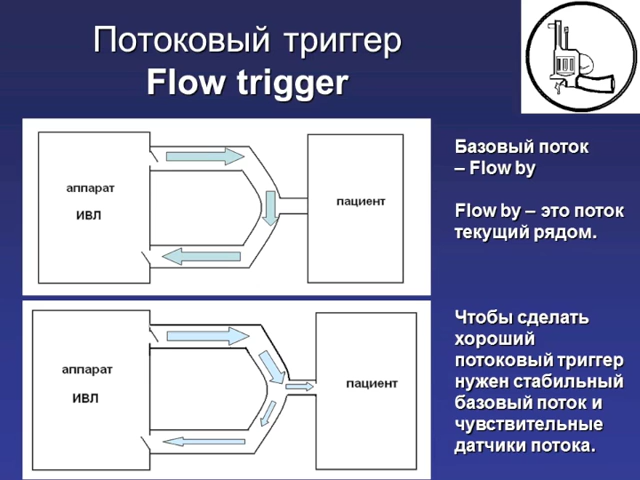 Потоковый триггер
Flow trigger
аппарат
ИВЛ
пациент
Базовый поток
– Flow by
Flow by – это поток
текущий рядом.
аппарат
ИВЛ
пациент
Чтобы сделать
хороший
потоковый триггер
нужен стабильный
базовый поток и
чувствительные
датчики потока.